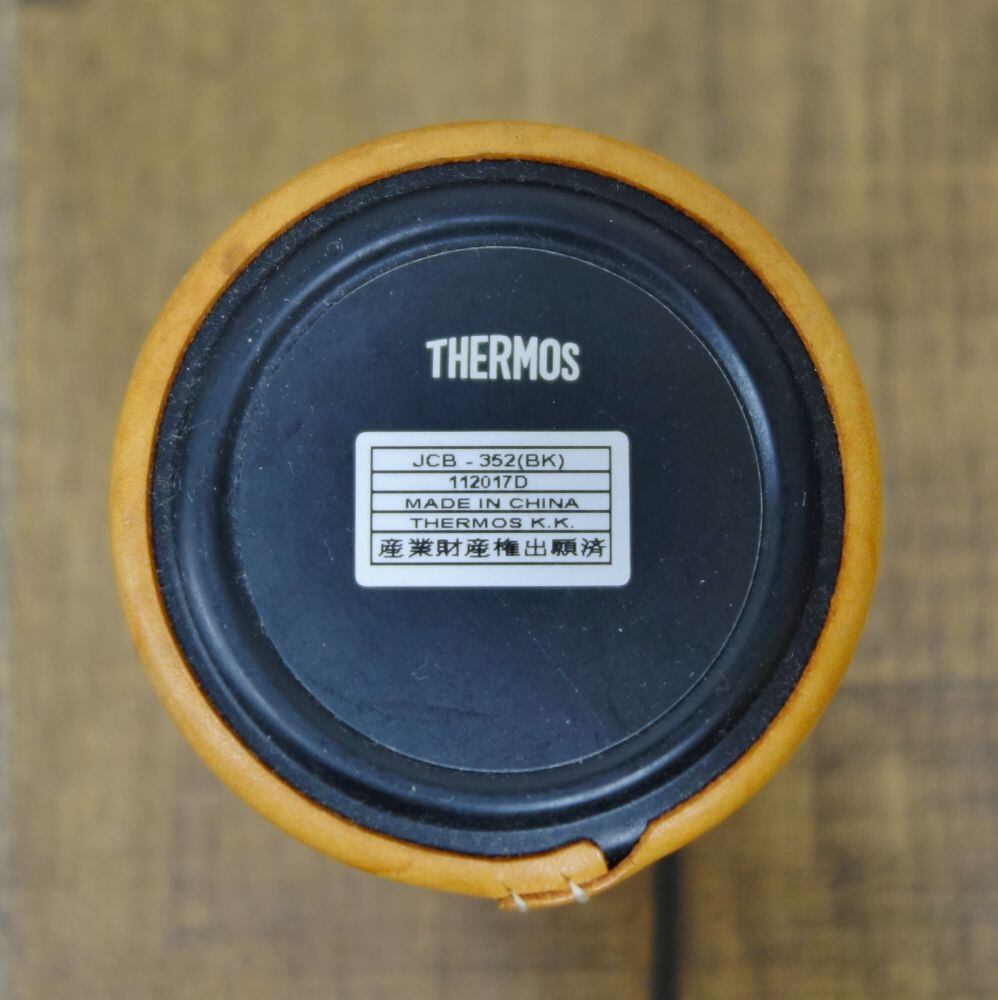 THERMOS
JCB - 352(BK)
112017D
MADE IN CHINA
THERMOS K.K.
産業財産権出願済